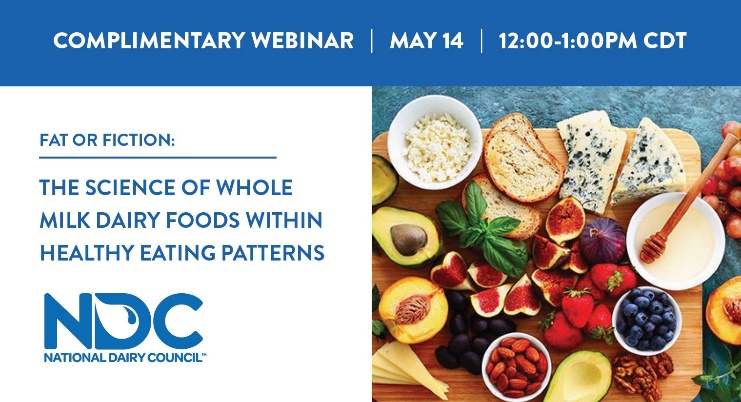 COMPLIMENTARY WEBINAR | MAY 14 | 12:00-1:00PM CDT
FAT OR FICTION:
THE SCIENCE OF WHOLE
MILK DAIRY FOODS WITHIN
HEALTHY EATING PATTERNS
NDC
NATIONAL DAIRY COUNCIL™